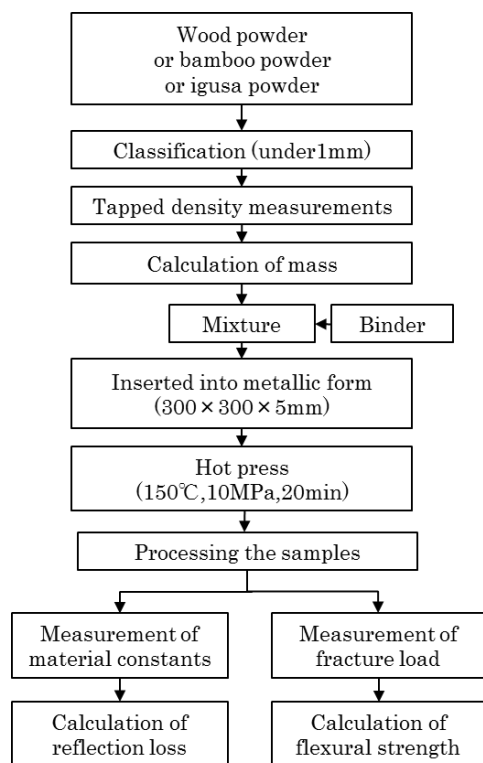 Wood powder
or bamboo powder
or igusa powder
Classification (under1mm)
Tapped density measurements
Calculation of mass
Mixture
Binder
Inserted into metallic form
(300×300×5mm)
Hot press
(150℃,10MPa,20min)
Processing the samples
Measurement of
material constants
Measurement of
fracture load
Calculation of
reflection loss
Calculation of
flexural strength